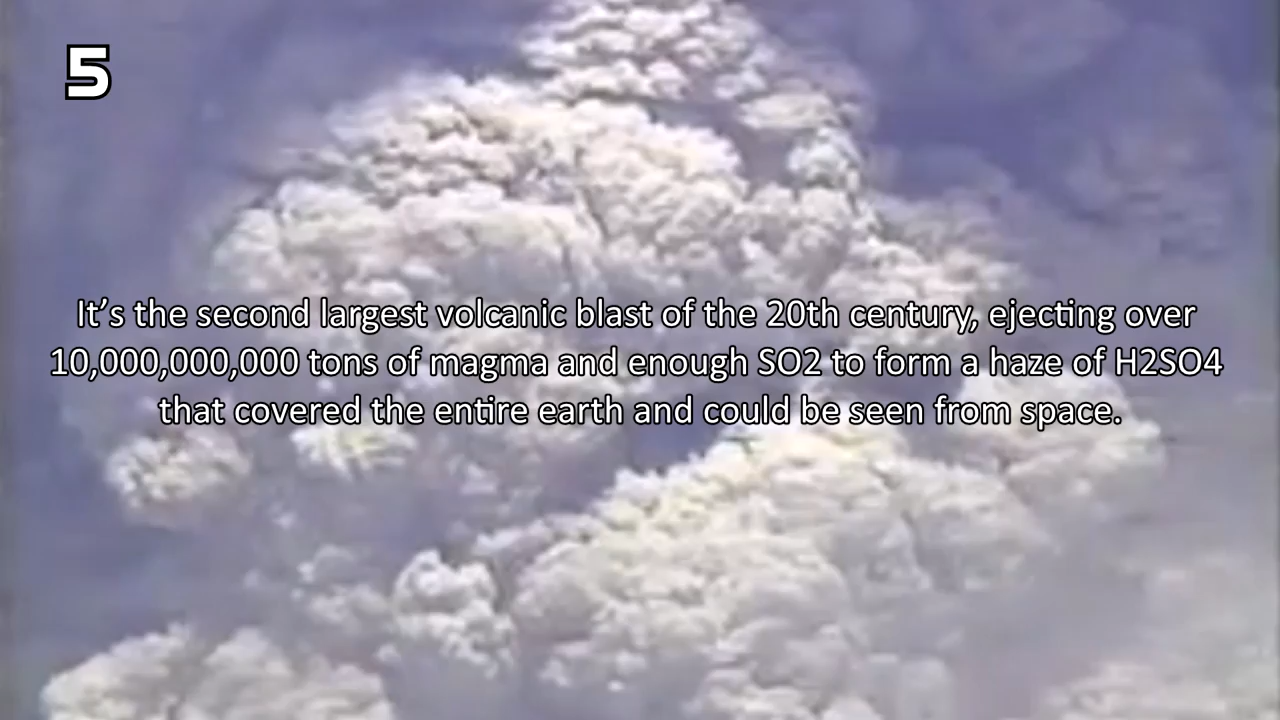 5
It’s the second largest volcanic blast of the 20th century, ejecting over
10,000,000,000 tons of magma and enough SO2 to form a haze of H2SO4
that covered the entire earth and could be seen from space.